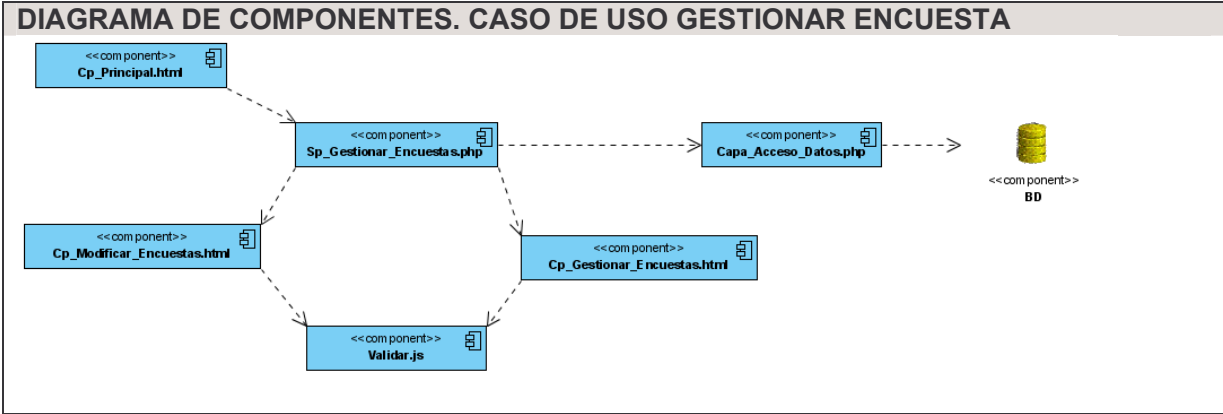 DIAGRAMA DE COMPONENTES. CASO DE USO GESTIONAR ENCUESTA
<<component>>
Cp_Principal.html
<<component>>
Sp_Gestionar_Encuestas.php
<<component>>
Capa_Acceso_Datos.php
<<component>>
BD
<<component>>
Cp_Modificar_Encuestas.html
<<component>>
Cp_Gestionar_Encuestas.html
<<component>>
Validar.js